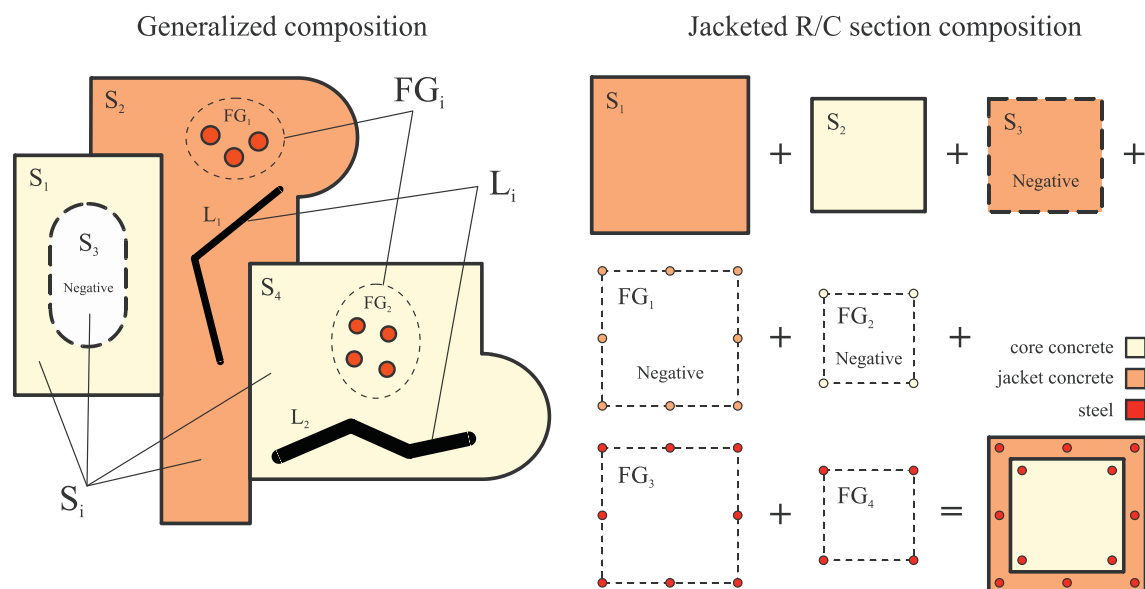 Generalized composition
S₂
FG₁
FGᵢ
S₁
L₁
Lᵢ
S₃
Negative
S₄
FG₂
L₂
Sᵢ
Jacketed R/C section composition
S₁ + S₂ + S₃ +
Negative
FG₁ + FG₂ +
Negative
Negative
core concrete
jacket concrete
steel
FG₃ + FG₄ =